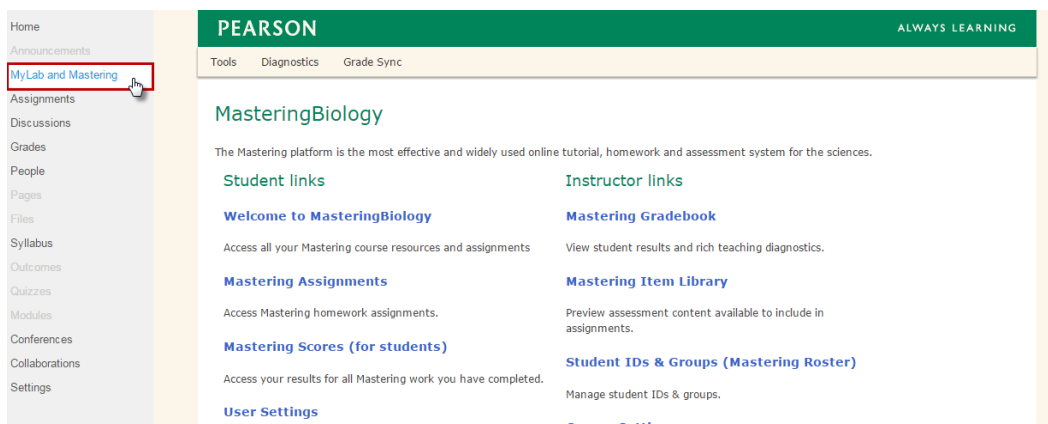 Home
Announcements
MyLab and Mastering
Assignments
Discussions
Grades
People
Pages
Files
Syllabus
Outcomes
Quizzes
Modules
Conferences
Collaborations
Settings
PEARSON
ALWAYS LEARNING
Tools Diagnostics Grade Sync
MasteringBiology
The Mastering platform is the most effective and widely used online tutorial, homework and assessment system for the sciences.
Student links
Welcome to MasteringBiology
Access all your Mastering course resources and assignments
Mastering Assignments
Access Mastering homework assignments.
Mastering Scores (for students)
Access your results for all Mastering work you have completed.
User Settings
Instructor links
Mastering Gradebook
View student results and rich teaching diagnostics.
Mastering Item Library
Preview assessment content available to include in
assignments.
Student IDs & Groups (Mastering Roster)
Manage student IDs & groups.